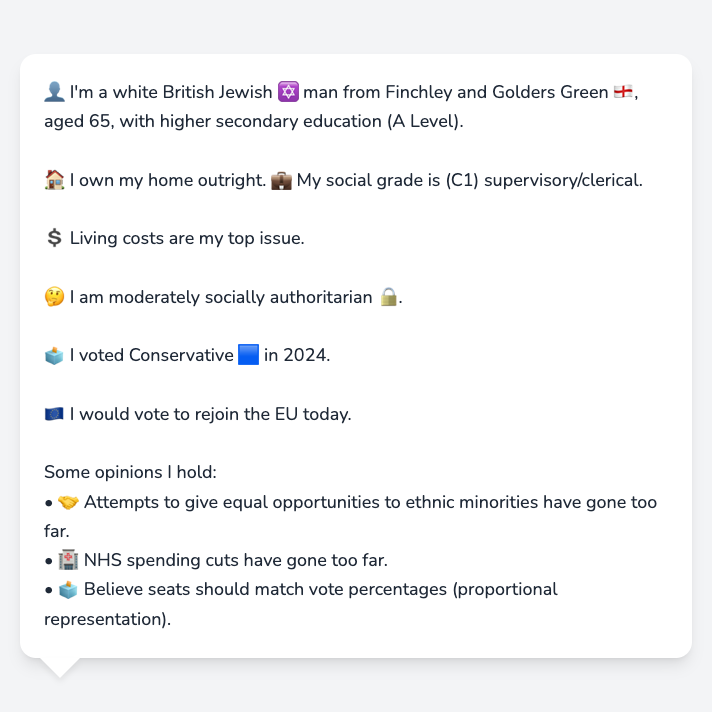 👤 I'm a white British Jewish ✡️ man from Finchley and Golders Green 🏴󠁧󠁢󠁥󠁮󠁧󠁿,
aged 65, with higher secondary education (A Level).
🏠 I own my home outright. 💼 My social grade is (C1) supervisory/clerical.
💲 Living costs are my top issue.
🤔 I am moderately socially authoritarian 🔒.
🗳️ I voted Conservative 🟦 in 2024.
🇪🇺 I would vote to rejoin the EU today.
Some opinions I hold:
• 🤝 Attempts to give equal opportunities to ethnic minorities have gone too
far.
• 🏥 NHS spending cuts have gone too far.
• 🗳️ Believe seats should match vote percentages (proportional
representation).